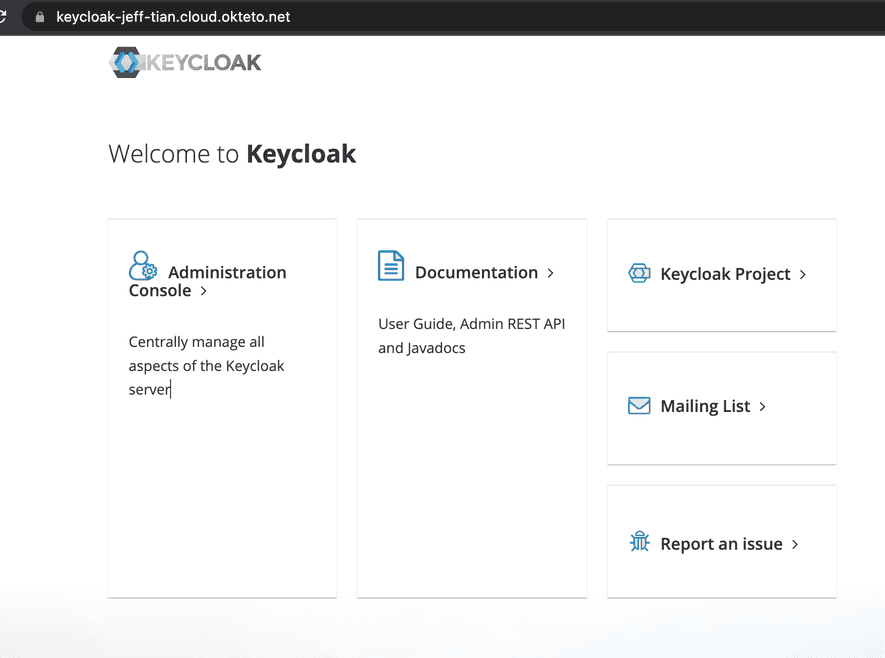 keycloak-jeff-tian.cloud.okteto.net
KEYCLOAK
Welcome to Keycloak
Administration
Console
Centrally manage all
aspects of the Keycloak
server
Documentation
User Guide, Admin REST API
and Javadocs
Keycloak Project
Mailing List
Report an issue